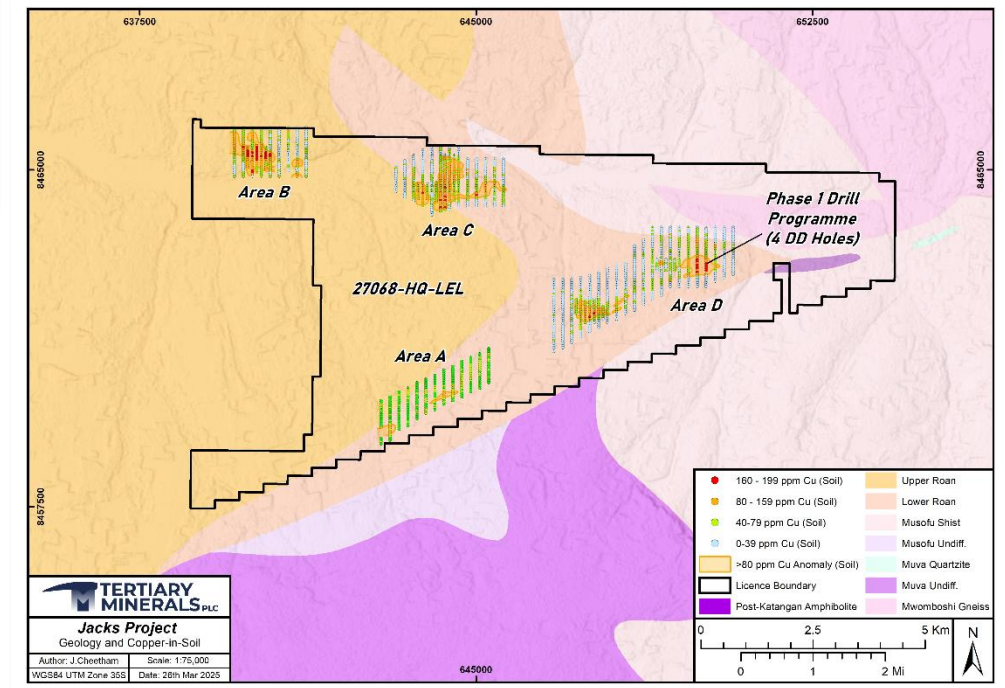 637500
645000
652500
8465000
8465000
Area B
Area C
Phase 1 Drill
Programme
(4 DD Holes)
27068-HQ-LEL
Area D
Area A
8457500
160 - 199 ppm Cu (Soil)
80 - 159 ppm Cu (Soil)
40-79 ppm Cu (Soil)
0-39 ppm Cu (Soil)
>80 ppm Cu Anomaly (Soil)
Licence Boundary
Post-Katangan Amphibolite
Upper Roan
Lower Roan
Musofu Shist
Musofu Undiff.
Muva Quartzite
Muva Undiff.
Mwomboshi Gneiss
TERTIARY
MINERALS PLC
Jacks Project
Geology and Copper-in-Soil
Author: J.Cheetham
Scale: 1:75,000
WGS84 UTM Zone 35S
Date: 26th Mar 2025
0 2.5 5 Km
0 1 2 Mi
N
645000